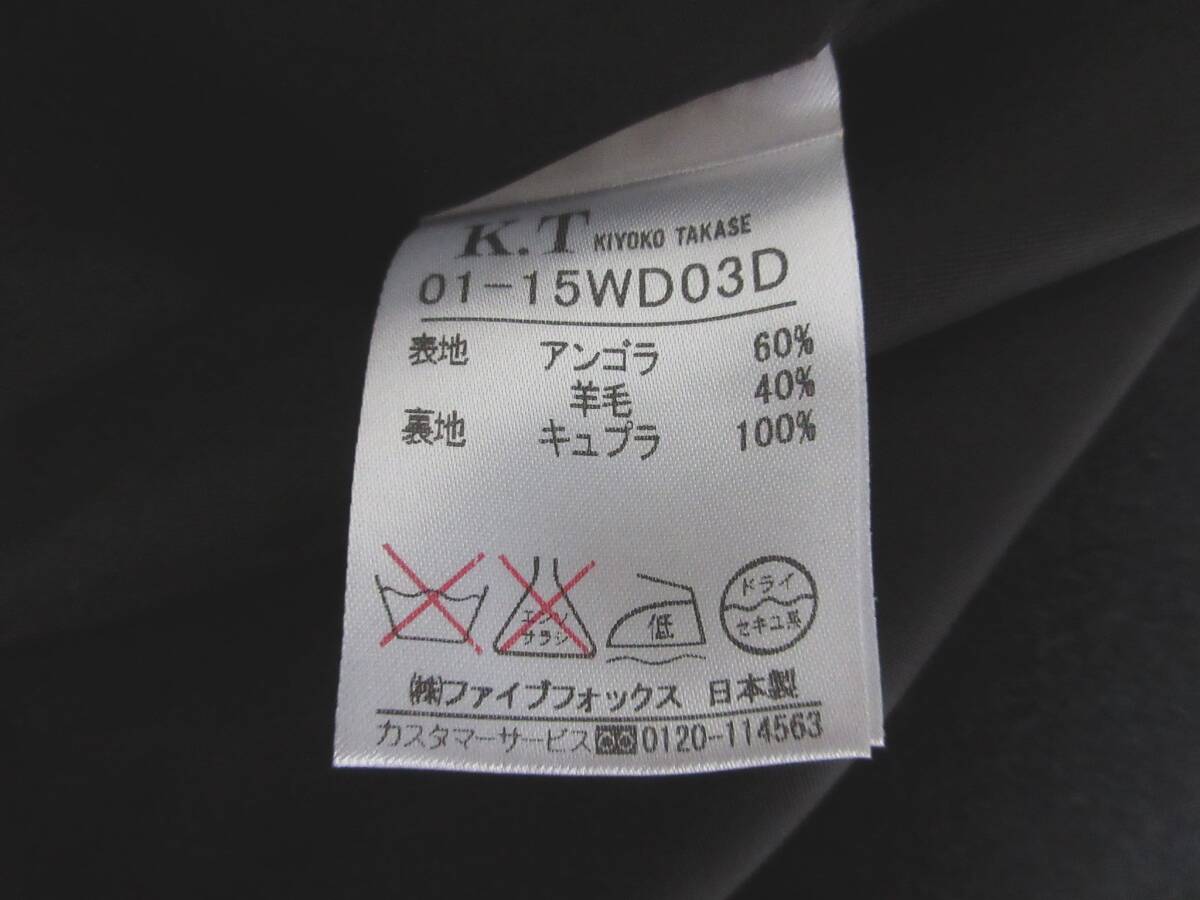 K.T KIYOKO TAKASE
01-15WD03D
表地 アンゴラ 60%
羊毛 40%
裏地 キュプラ 100%
エンソ
サラシ
低
ドライ
セキユ系
㈱ファイブフォックス 日本製
カスタマーサービス 0120-114563